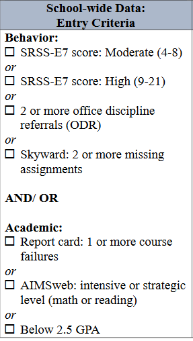 School-wide Data:
Entry Criteria
Behavior:
☐ SRSS-E7 score: Moderate (4-8)
or
☐ SRSS-E7 score: High (9-21)
or
☐ 2 or more office discipline
referrals (ODR)
or
☐ Skyward: 2 or more missing
assignments
AND/ OR
Academic:
☐ Report card: 1 or more course
failures
or
☐ AIMSweb: intensive or strategic
level (math or reading)
or
☐ Below 2.5 GPA